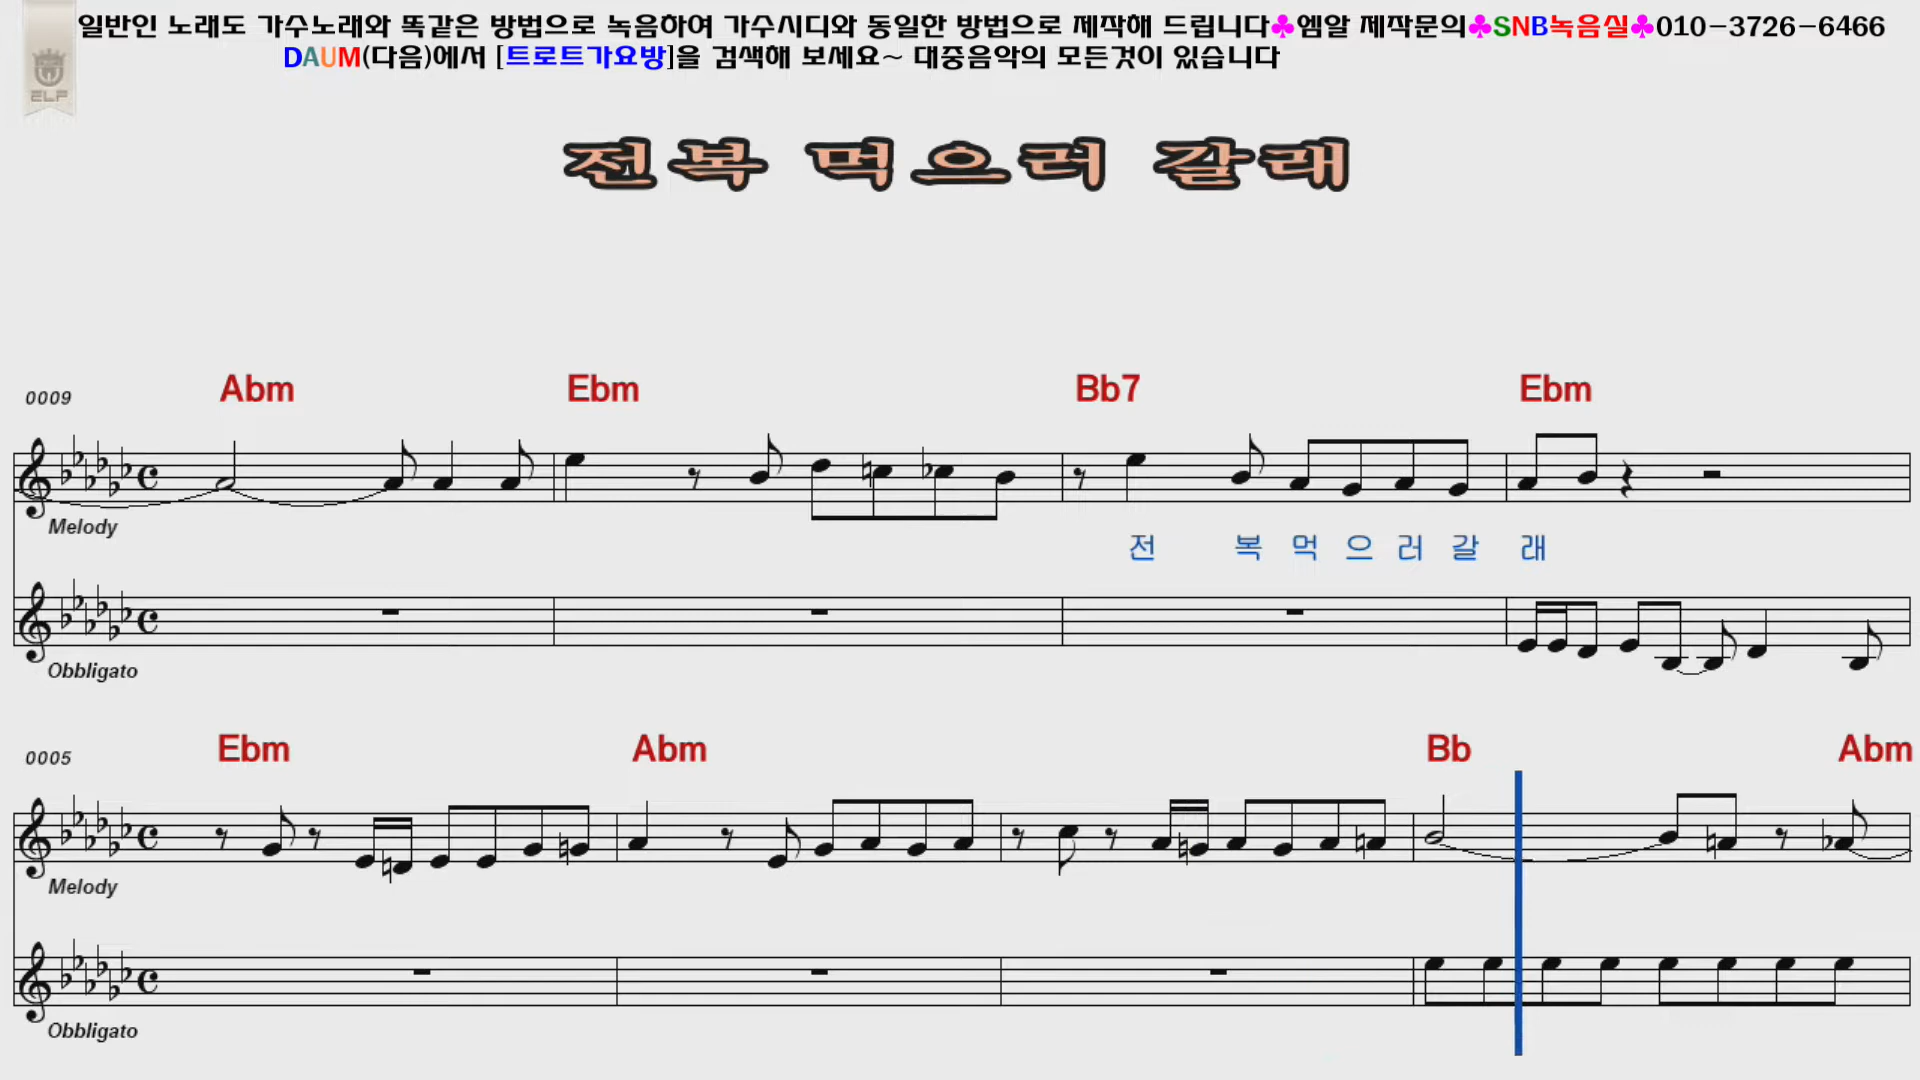 일반인 노래도 가수노래와 똑같은 방법으로 녹음하여 가수시디와 동일한 방법으로 제작해 드립니다♣엠알 제작문의♣SNB녹음실♣010-3726-6466
DAUM(다음)에서 [트로트가요방]을 검색해 보세요~ 대중음악의 모든것이 있습니다
ELF
전복 먹으러 갈래
0009 Abm Ebm Bb7 Ebm
Melody
전 복 먹 으 러 갈 래
Obbligato
0005 Ebm Abm Bb Abm
Melody
Obbligato